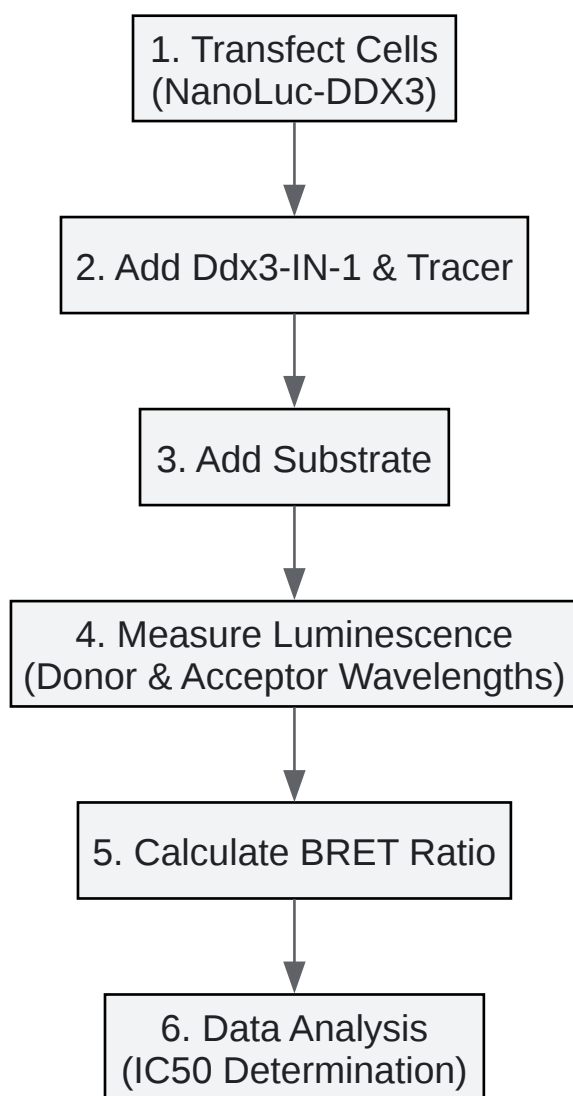 1. Transfect Cells
(NanoLuc-DDX3)
2. Add Ddx3-IN-1 & Tracer
3. Add Substrate
4. Measure Luminescence
(Donor & Acceptor Wavelengths)
5. Calculate BRET Ratio
6. Data Analysis
(IC50 Determination)